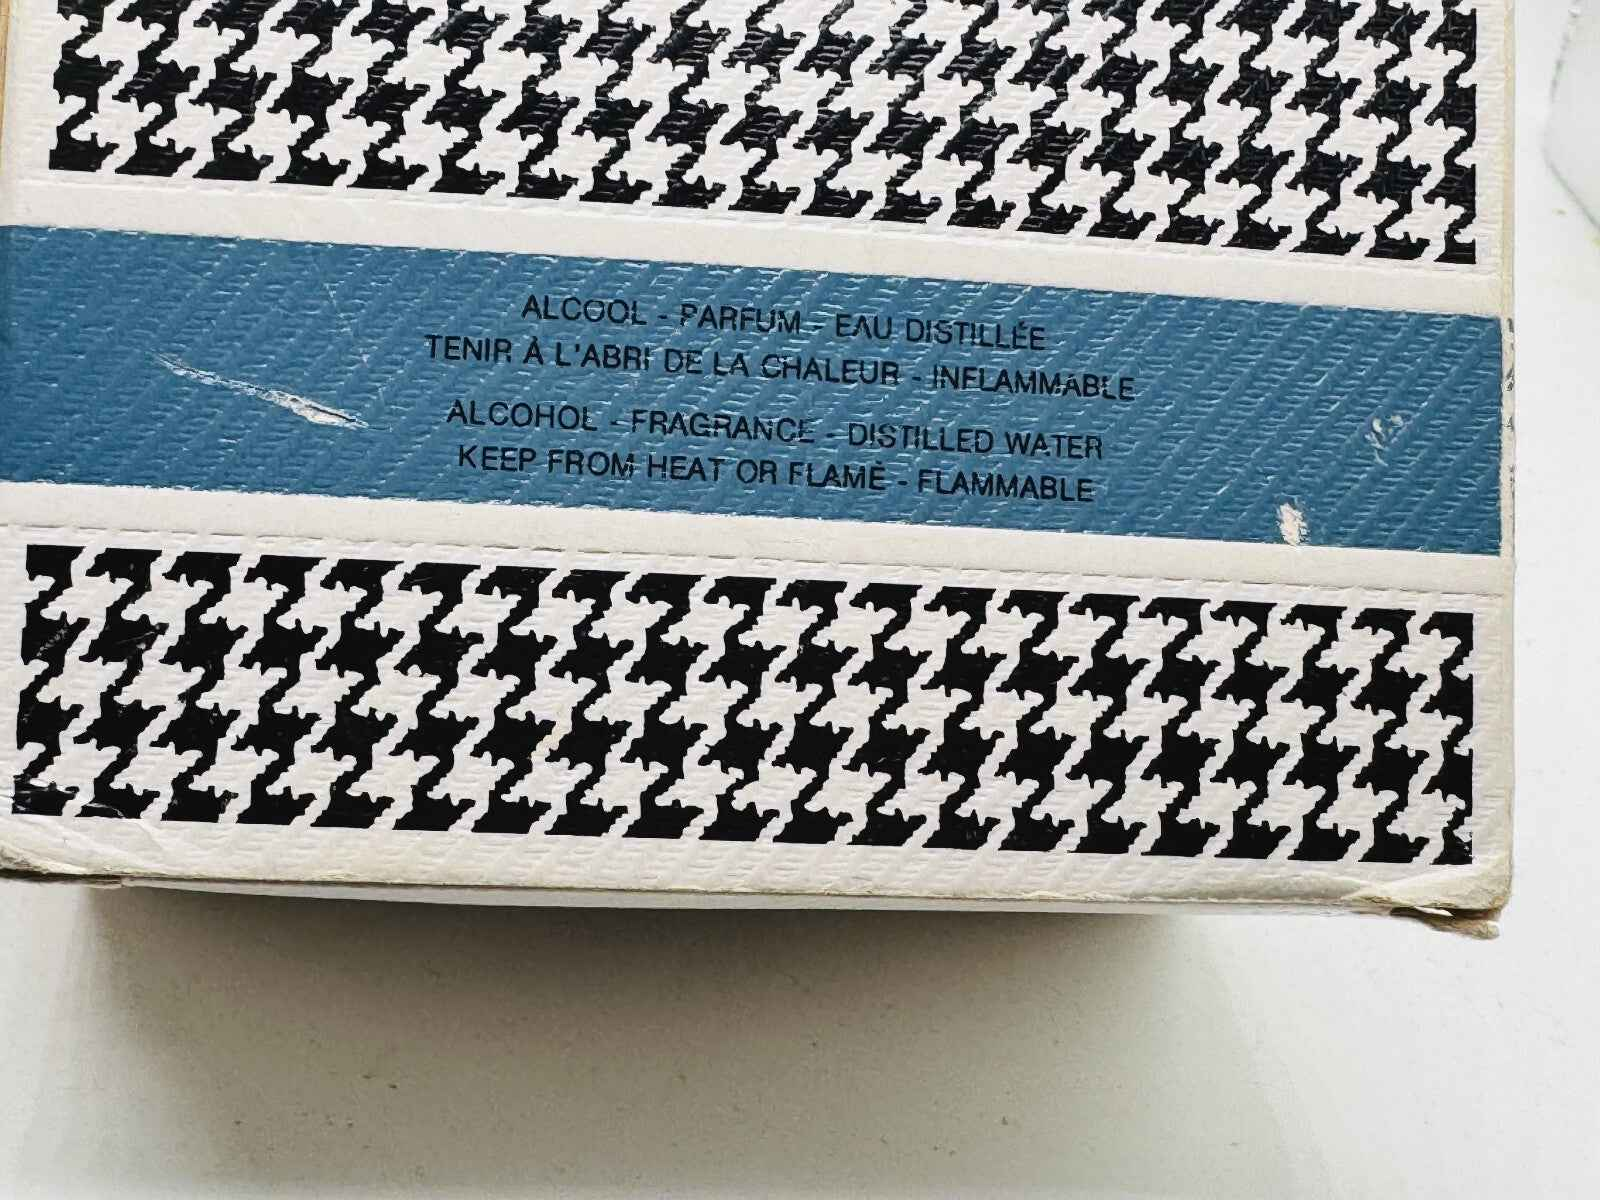 ALCOOL - PARFUM - EAU DISTILLÉE
TENIR À L'ABRI DE LA CHALEUR - INFLAMMABLE
ALCOHOL - FRAGRANCE - DISTILLED WATER
KEEP FROM HEAT OR FLAME - FLAMMABLE